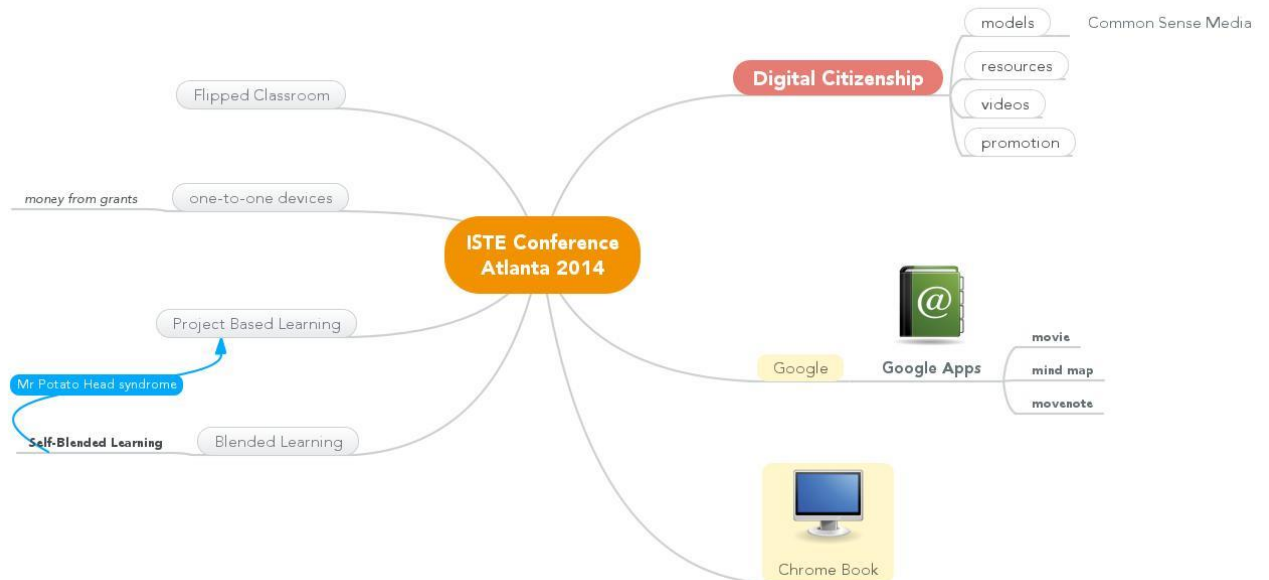 models
Common Sense Media
resources
videos
promotion
Digital Citizenship
Flipped Classroom
money from grants
one-to-one devices
ISTE Conference
Atlanta 2014
Project Based Learning
Mr Potato Head syndrome
Self-Blended Learning
Blended Learning
@
Google
Google Apps
movie
mind map
movenote
Chrome Book